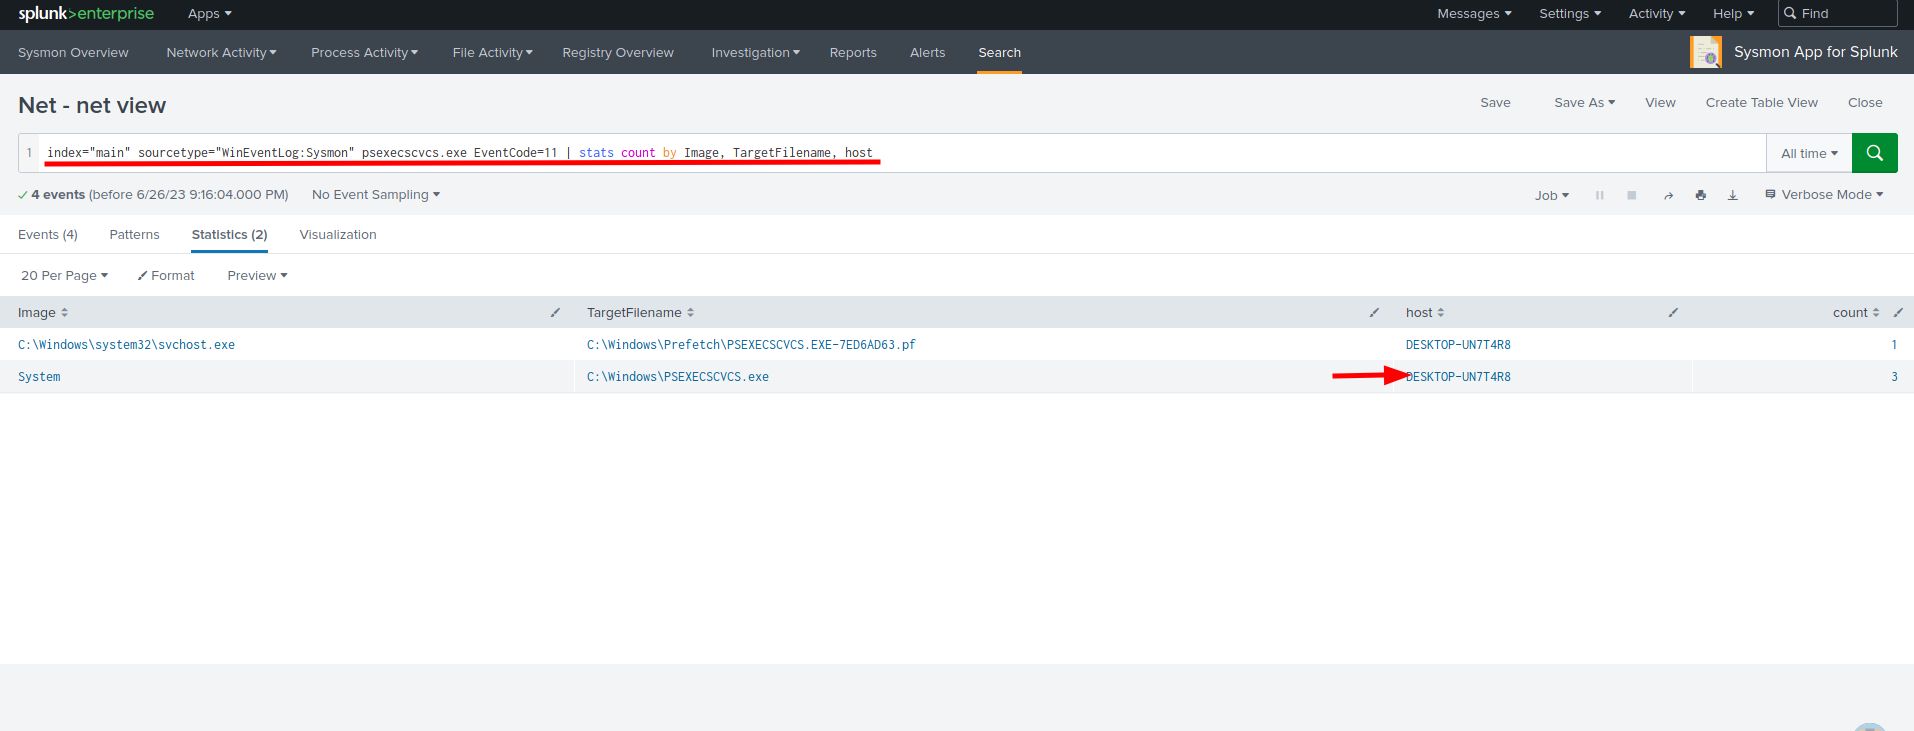 splunk>enterprise Apps Messages Settings Activity Help Find
Sysmon Overview Network Activity Process Activity File Activity Registry Overview Investigation Reports Alerts Search Sysmon App for Splunk
Net - net view Save Save As View Create Table View Close
1 index="main" sourcetype="WinEventLog:Sysmon" psexecscvcs.exe EventCode=11 | stats count by Image, TargetFilename, host All time
4 events (before 6/26/23 9:16:04.000 PM) No Event Sampling Job Verbose Mode
Events (4) Patterns Statistics (2) Visualization
20 Per Page Format Preview
Image TargetFilename host count
C:\Windows\system32\svchost.exe C:\Windows\Prefetch\PSEXECSCVCS.EXE-7ED6AD63.pf DESKTOP-UN7T4R8 1
System C:\Windows\PSEXECSCVCS.exe DESKTOP-UN7T4R8 3